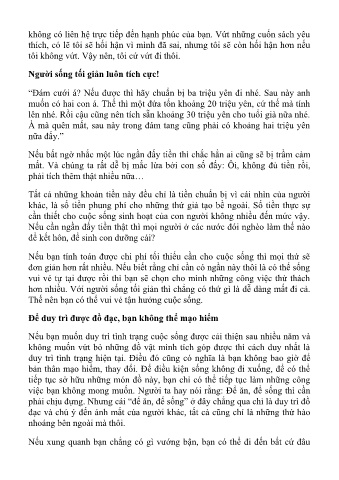 không có liên hệ trực tiếp đến hạnh phúc của bạn. Vứt những cuốn sách yêu
thích, có lẽ tôi sẽ hối hận vì mình đã sai, nhưng tôi sẽ còn hối hận hơn nếu
tôi không vứt. Vậy nên, tôi cứ vứt đi thôi.
Người sống tối giản luôn tích cực!
“Đám cưới á? Nếu được thì hãy chuẩn bị ba triệu yên đi nhé. Sau này anh
muốn có hai con á. Thế thì một đứa tốn khoảng 20 triệu yên, cứ thế mà tính
lên nhé. Rồi cậu cũng nên tích sẵn khoảng 30 triệu yên cho tuổi già nữa nhé.
À mà quên mất, sau này trong đám tang cũng phải có khoảng hai triệu yên
nữa đấy.”
Nếu bất ngờ nhắc một lúc ngần đấy tiền thì chắc hẳn ai cũng sẽ bị trầm cảm
mất. Và chúng ta rất dễ bị mắc lừa bởi con số đấy: Ôi, không đủ tiền rồi,
phải tích thêm thật nhiều nữa…
Tất cả những khoản tiền này đều chỉ là tiền chuẩn bị vì cái nhìn của người
khác, là số tiền phung phí cho những thứ giả tạo bề ngoài. Số tiền thực sự
cần thiết cho cuộc sống sinh hoạt của con người không nhiều đến mức vậy.
Nếu cần ngần đấy tiền thật thì mọi người ở các nước đói nghèo làm thế nào
để kết hôn, để sinh con dưỡng cái?
Nếu bạn tính toán được chi phí tối thiểu cần cho cuộc sống thì mọi thứ sẽ
đơn giản hơn rất nhiều. Nếu biết rằng chỉ cần có ngần này thôi là có thể sống
vui vẻ tự tại được rồi thì bạn sẽ chọn cho mình những công việc thử thách
hơn nhiều. Với người sống tối giản thì chẳng có thứ gì là dễ dàng mất đi cả.
Thế nên bạn có thể vui vẻ tận hưởng cuộc sống.
Để duy trì được đồ đạc, bạn không thể mạo hiểm
Nếu bạn muốn duy trì tình trạng cuộc sống được cải thiện sau nhiều năm và
không muốn vứt bỏ những đồ vật mình tích góp được thì cách duy nhất là
duy trì tình trạng hiện tại. Điều đó cũng có nghĩa là bạn không bao giờ để
bản thân mạo hiểm, thay đổi. Để điều kiện sống không đi xuống, để có thể
tiếp tục sở hữu những món đồ này, bạn chỉ có thể tiếp tục làm những công
việc bạn không mong muốn. Người ta hay nói rằng: Để ăn, để sống thì cần
phải chịu đựng. Nhưng cái “để ăn, để sống” ở đây chẳng qua chỉ là duy trì đồ
đạc và chú ý đến ánh mắt của người khác, tất cả cũng chỉ là những thứ hào
nhoáng bên ngoài mà thôi.
Nếu xung quanh bạn chẳng có gì vướng bận, bạn có thể đi đến bất cứ đâu